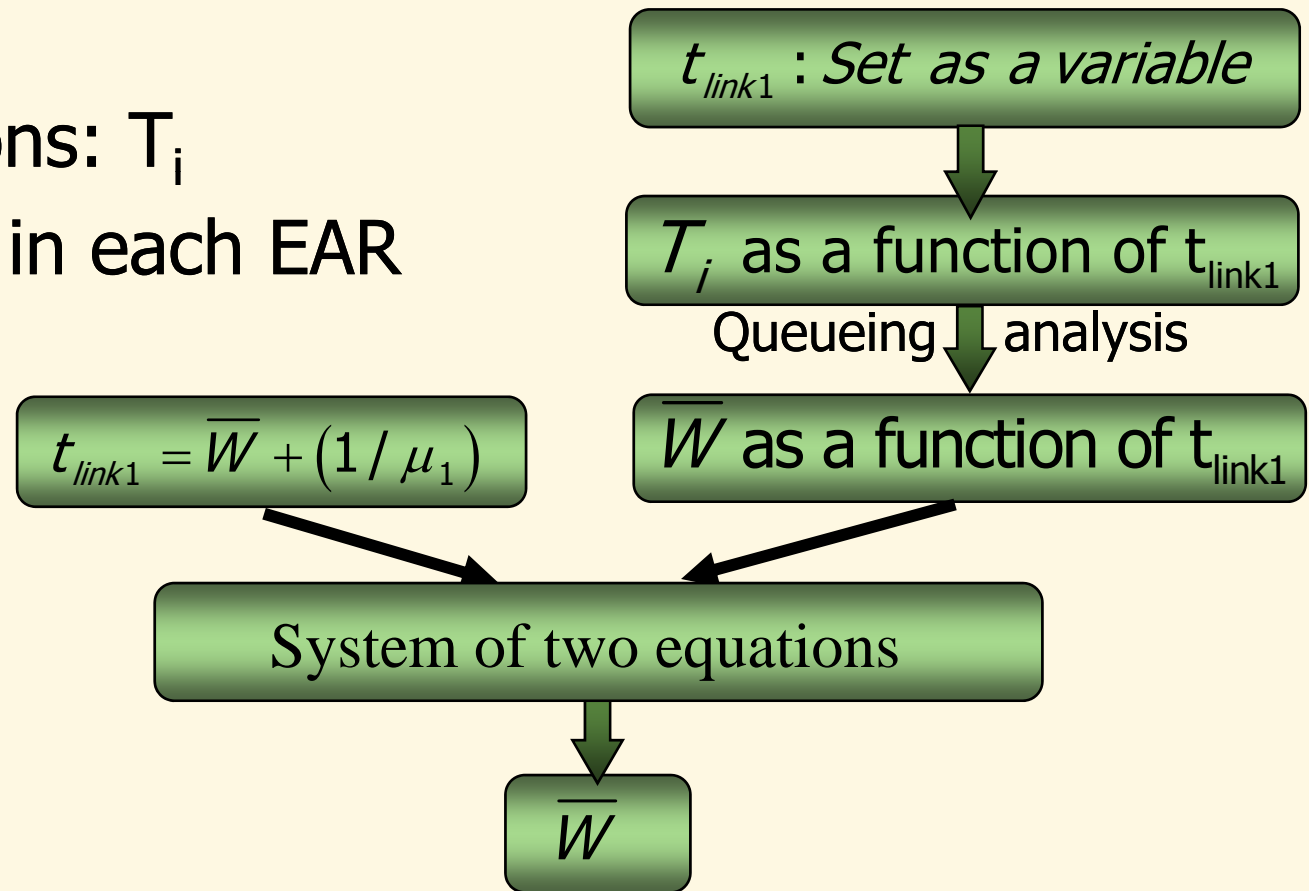 t_link1 : Set as a variable
ons: T_i
in each EAR
T_i as a function of t_link1
Queueing analysis
t_link1 = W̅ + (1 / μ_1)
W̅ as a function of t_link1
System of two equations
W̅